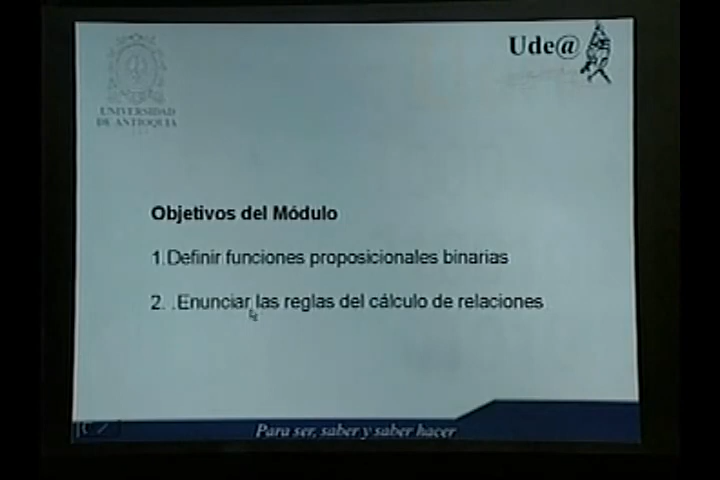 Ude@
UNIVERSIDAD
DE ANTIOQUIA
Objetivos del Módulo
1.Definir funciones proposicionales binarias
2. .Enunciar las reglas del cálculo de relaciones
Para ser, saber y saber hacer